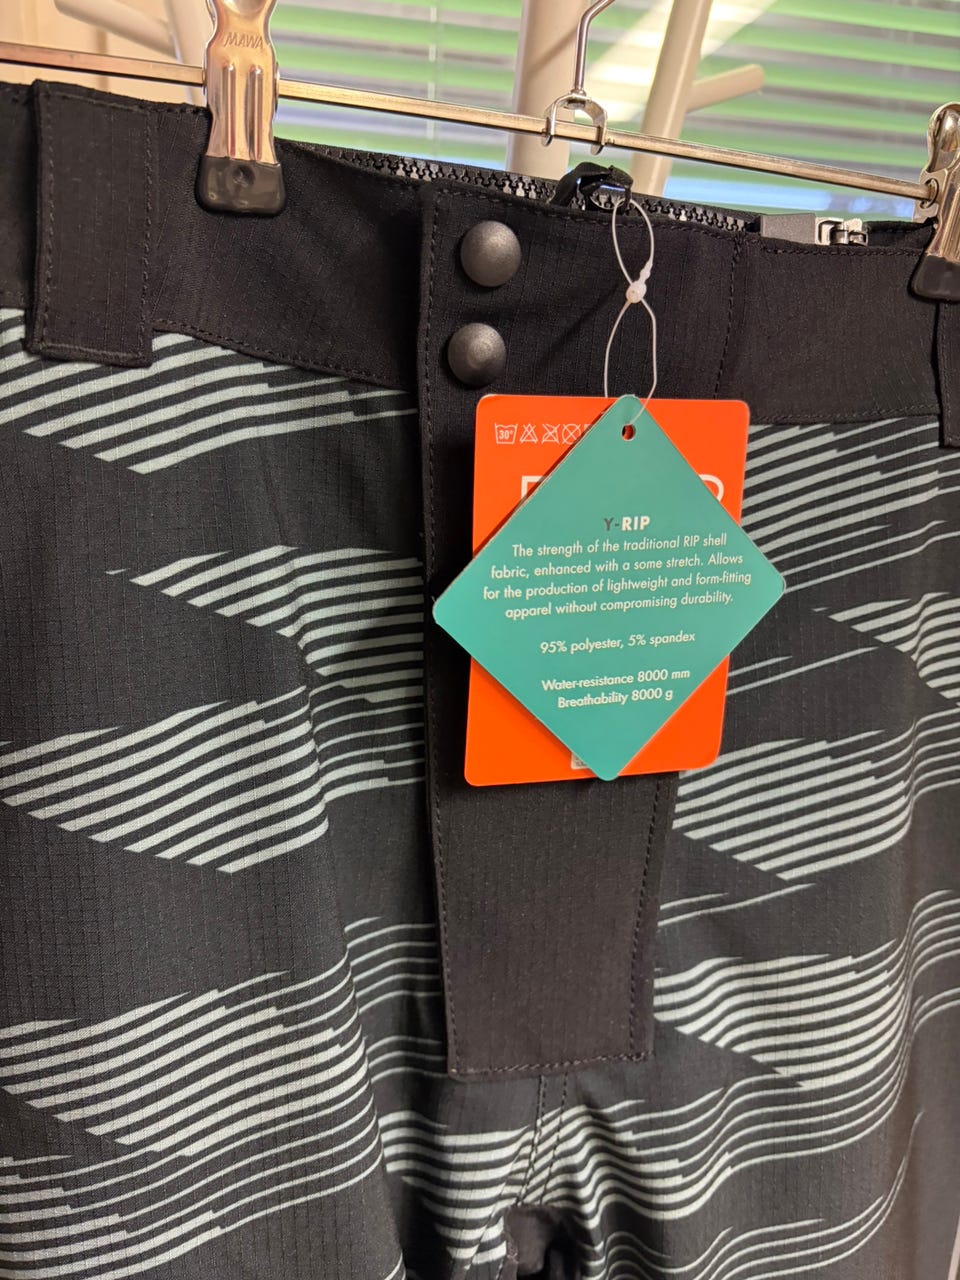 MAWA
30°
Y-RIP
The strength of the traditional RIP shell
fabric, enhanced with a some stretch. Allows
for the production of lightweight and form-fitting
apparel without compromising durability.
95% polyester, 5% spandex
Water-resistance 8000 mm
Breathability 8000 g